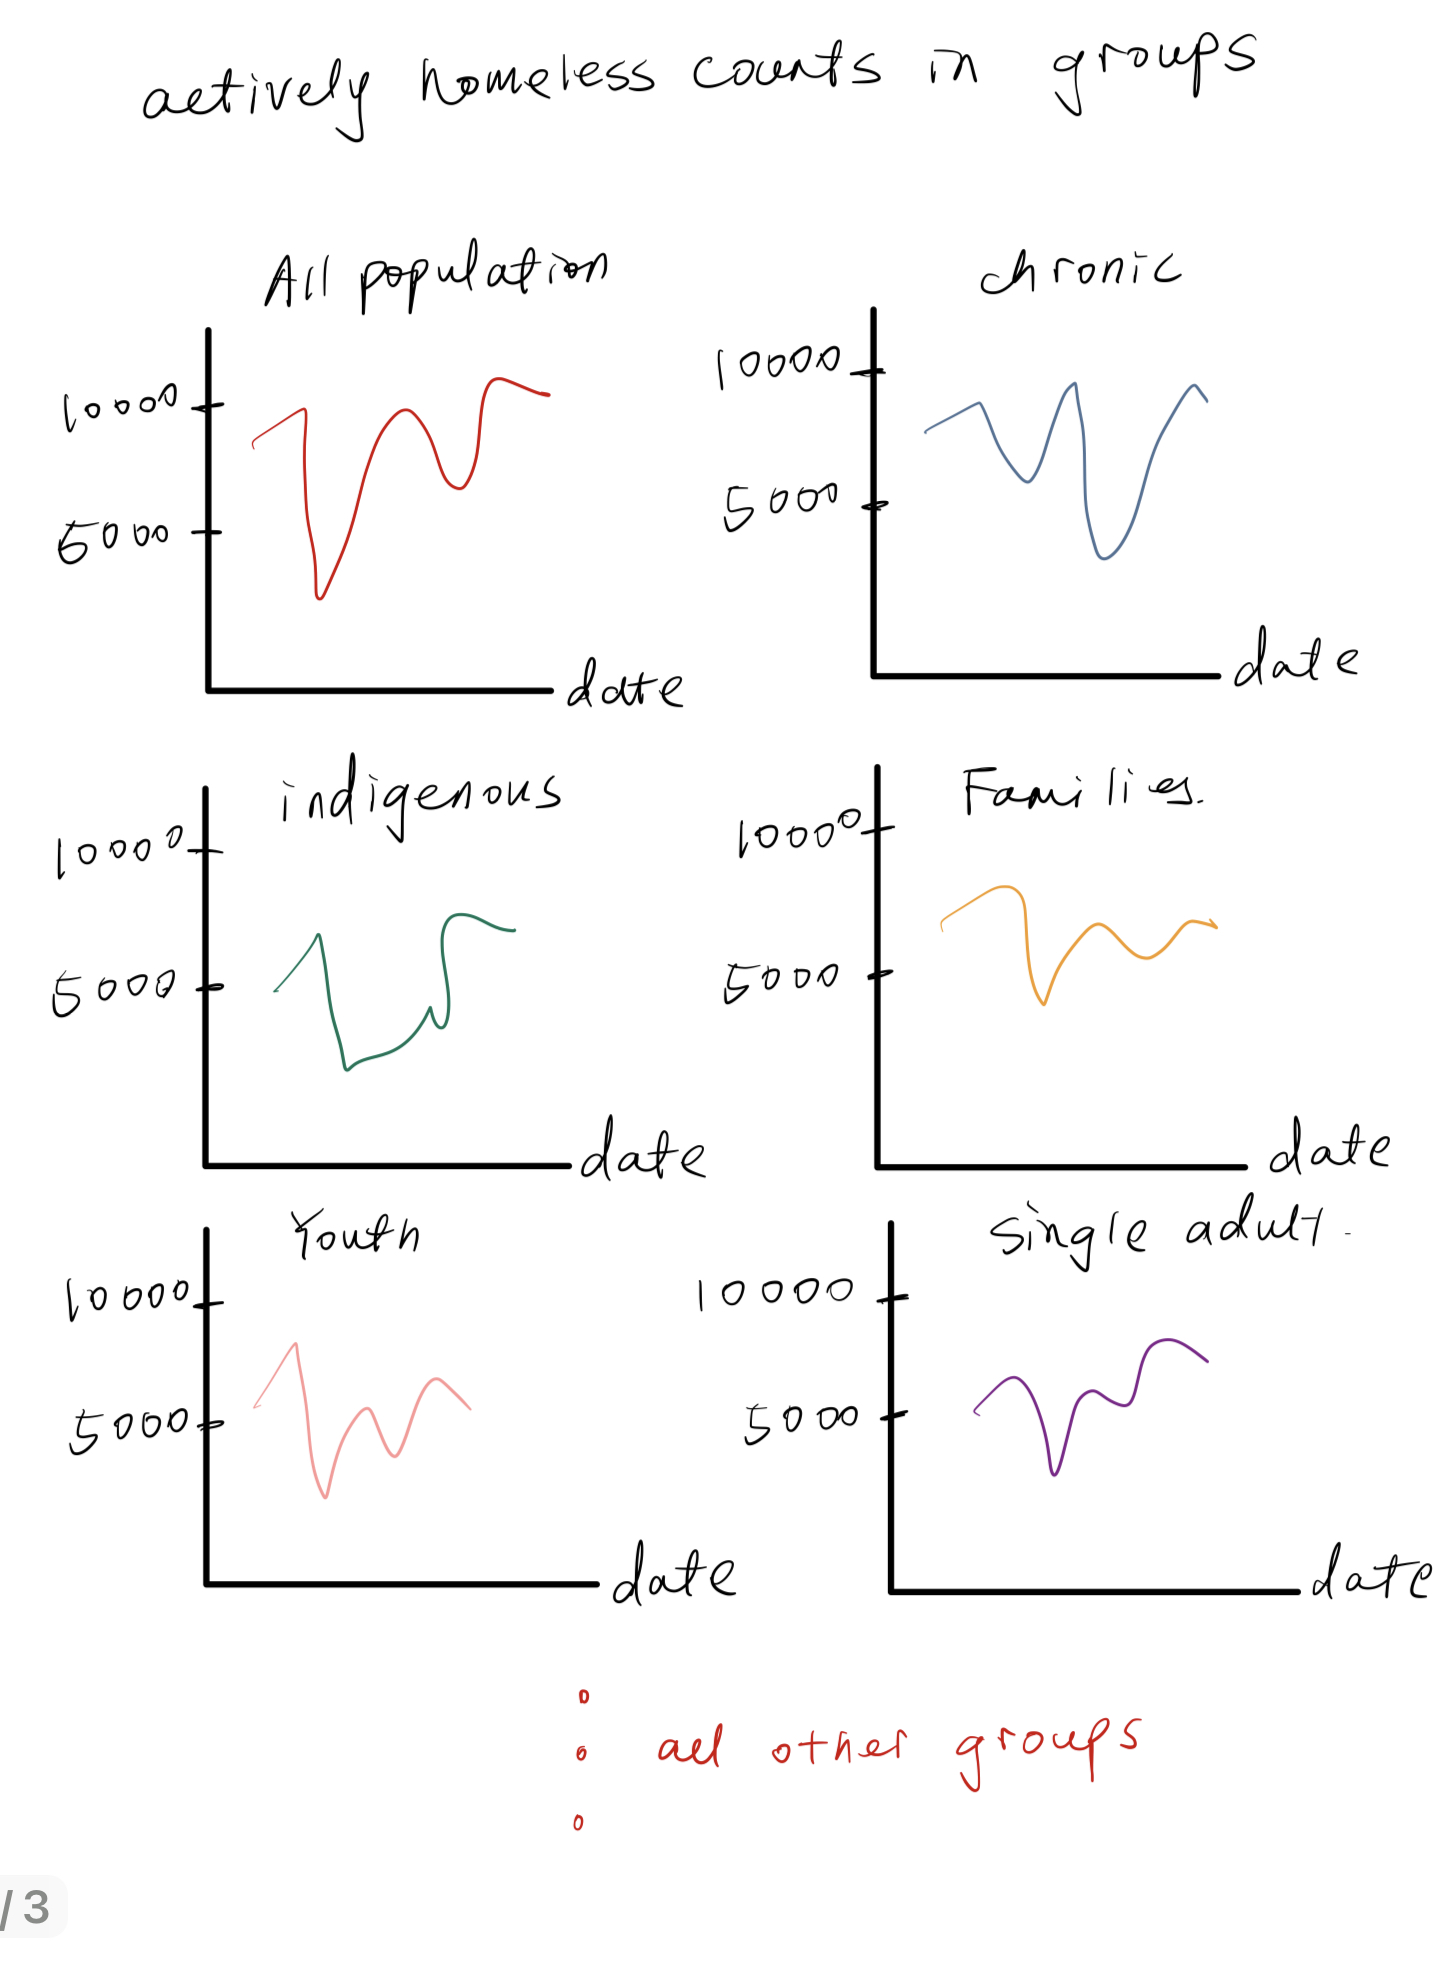 actively homeless counts in groups
All population
10000
5000
date
chronic
10000
5000
date
indigenous
10000
5000
date
Families.
10000
5000
date
Youth
10000
5000
date
single adult.
10000
5000
date
all other groups
/3